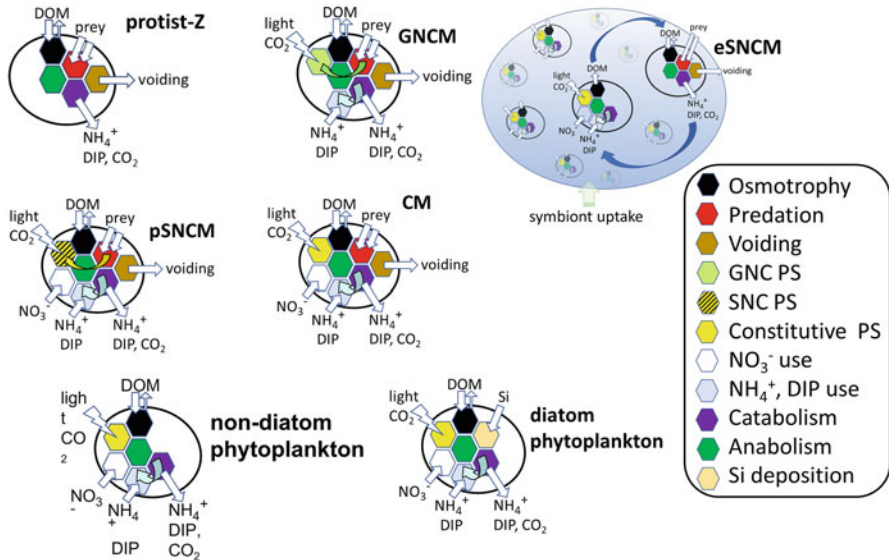 protist-Z
DOM
prey
voiding
NH4+
DIP, CO2
GNCM
light
CO2
DOM
prey
voiding
NH4+
DIP
NH4+
DIP, CO2
eSNCM
DOM
prey
voiding
NH4+
DIP, CO2
light
CO2
DOM
NO3-
NH4+
DIP
symbiont uptake
pSNCM
light
CO2
DOM
prey
voiding
NO3-
NH4+
DIP
NH4+
DIP, CO2
CM
light
CO2
DOM
prey
voiding
NO3-
NH4+
DIP
NH4+
DIP, CO2
non-diatom
phytoplankton
ligh
t
CO
2
DOM
NO3
-
NH4
+
DIP
NH4+
DIP,
CO2
diatom
phytoplankton
light
CO2
DOM
Si
NO3-
NH4+
DIP
NH4+
DIP, CO2
Osmotrophy
Predation
Voiding
GNC PS
SNC PS
Constitutive PS
NO3- use
NH4+, DIP use
Catabolism
Anabolism
Si deposition